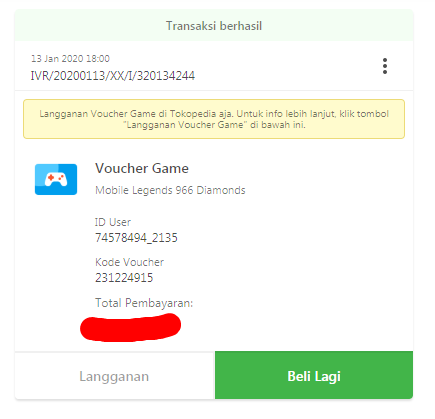 Transaksi berhasil
13 Jan 2020 18:00
IVR/20200113/XX/I/320134244
Langganan Voucher Game di Tokopedia aja. Untuk info lebih lanjut, klik tombol
"Langganan Voucher Game" di bawah ini.
Voucher Game
Mobile Legends 966 Diamonds
ID User
74578494_2135
Kode Voucher
231224915
Total Pembayaran:
Langganan
Beli Lagi